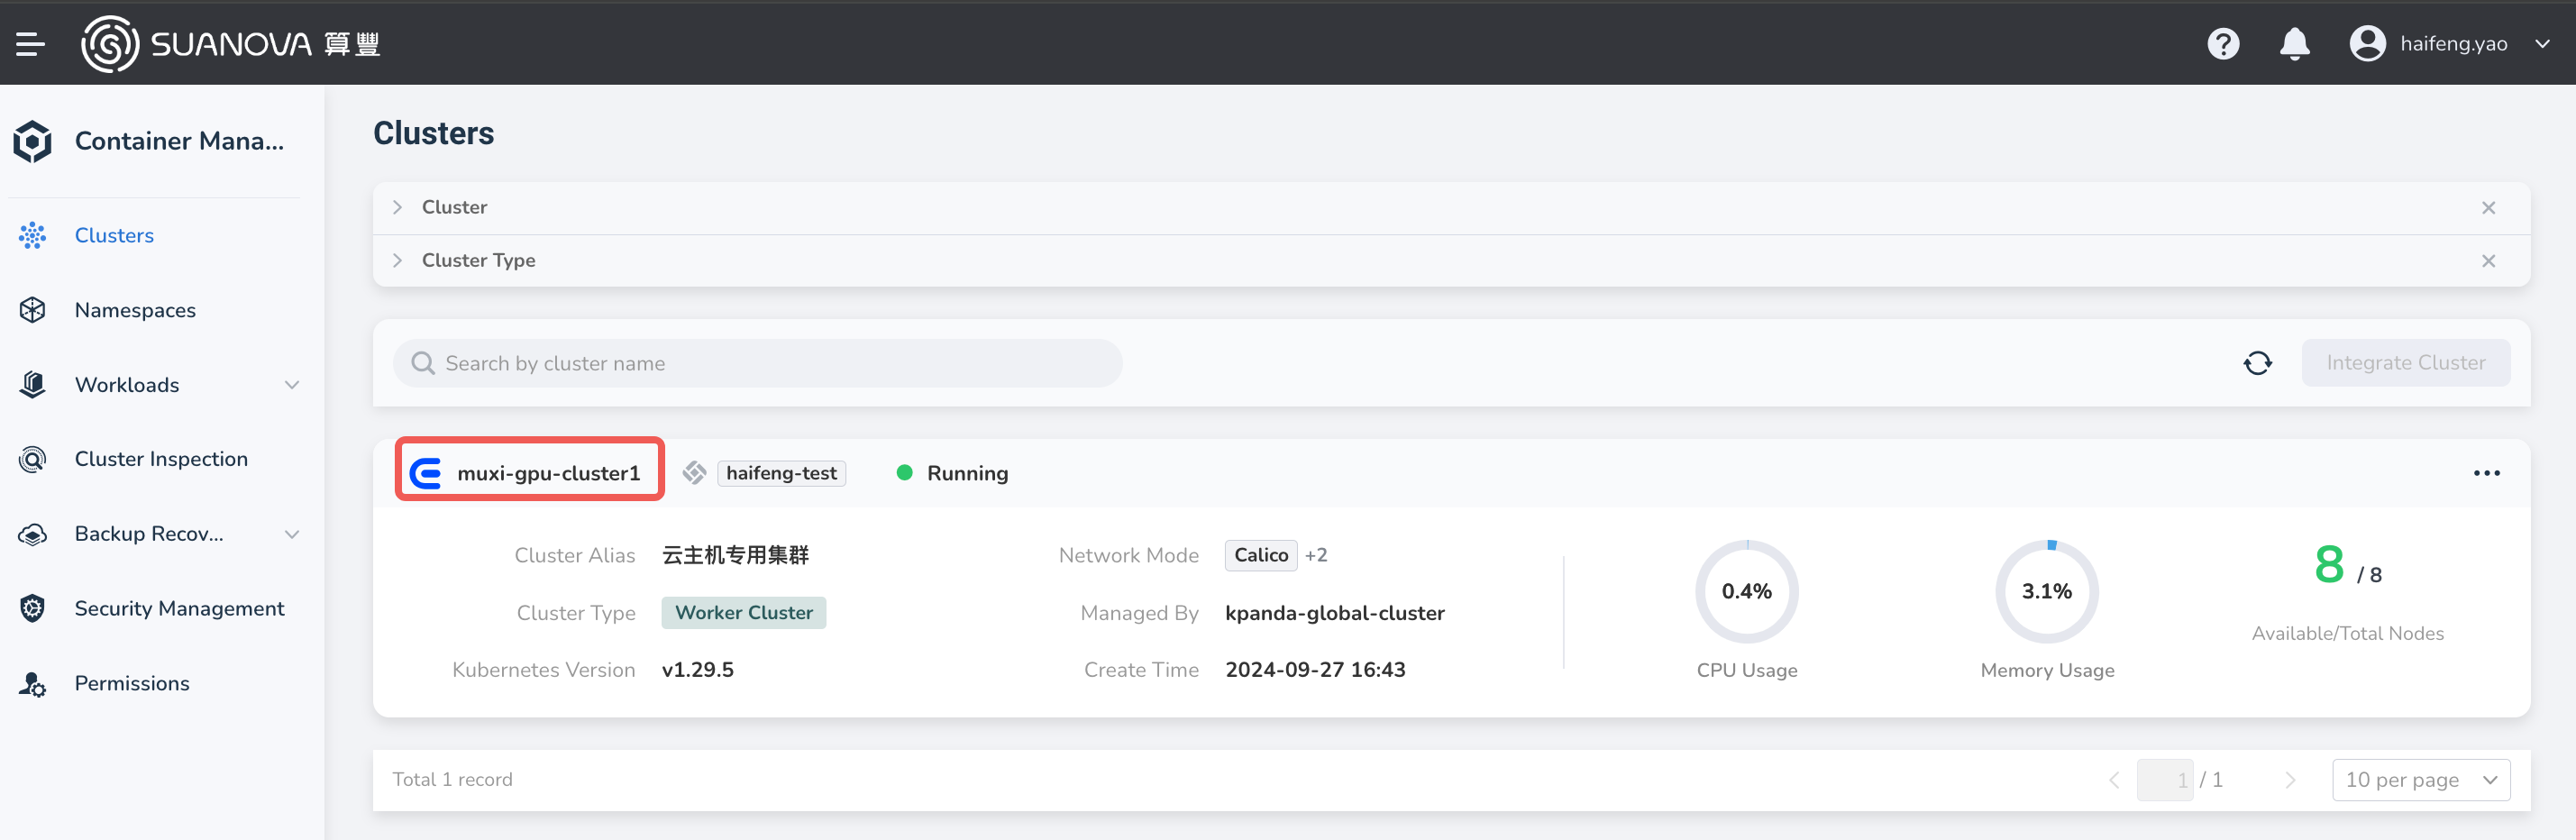 SUANOVA 算豐
haifeng.yao
Container Mana...
Clusters
Namespaces
Workloads
Cluster Inspection
Backup Recov...
Security Management
Permissions
Clusters
Cluster
Cluster Type
Search by cluster name
Integrate Cluster
muxi-gpu-cluster1 haifeng-test Running
Cluster Alias 云主机专用集群
Cluster Type Worker Cluster
Kubernetes Version v1.29.5
Network Mode Calico +2
Managed By kpanda-global-cluster
Create Time 2024-09-27 16:43
0.4%
CPU Usage
3.1%
Memory Usage
8 / 8
Available/Total Nodes
Total 1 record
1 / 1
10 per page